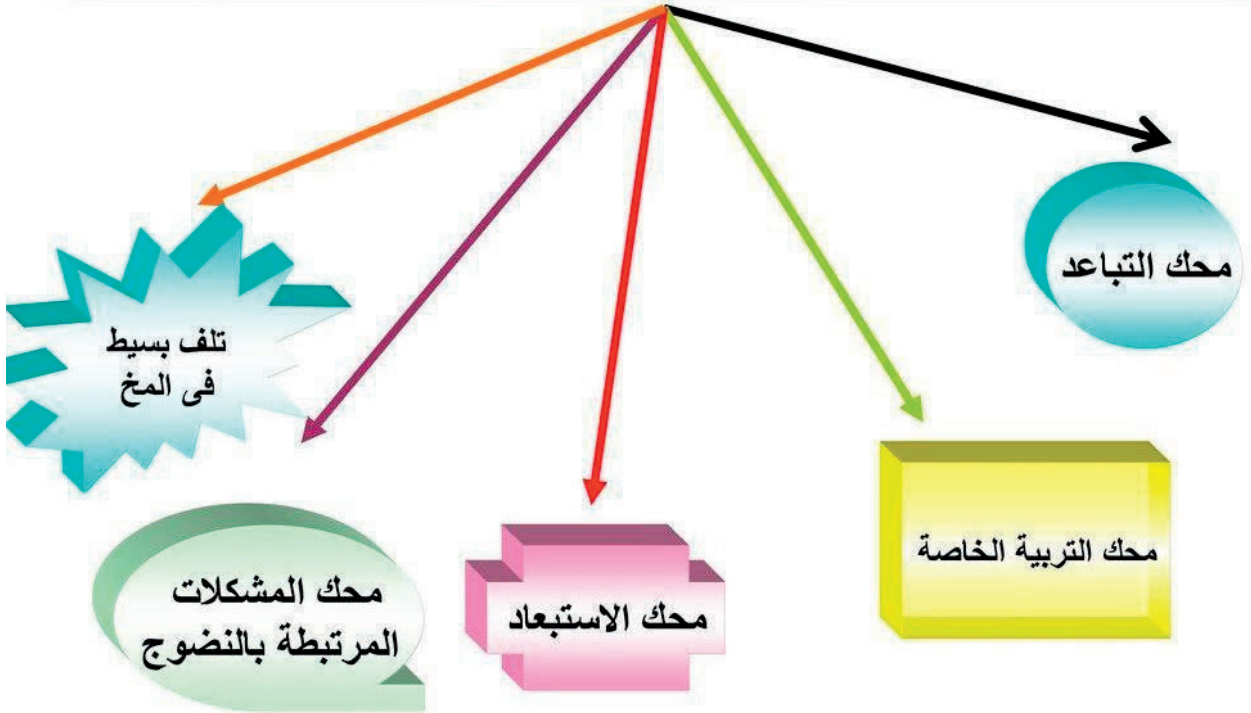 محك التباعد
محك التربية الخاصة
محك الاستبعاد
محك المشكلات
المرتبطة بالنضوج
تلف بسيط
فى المخ